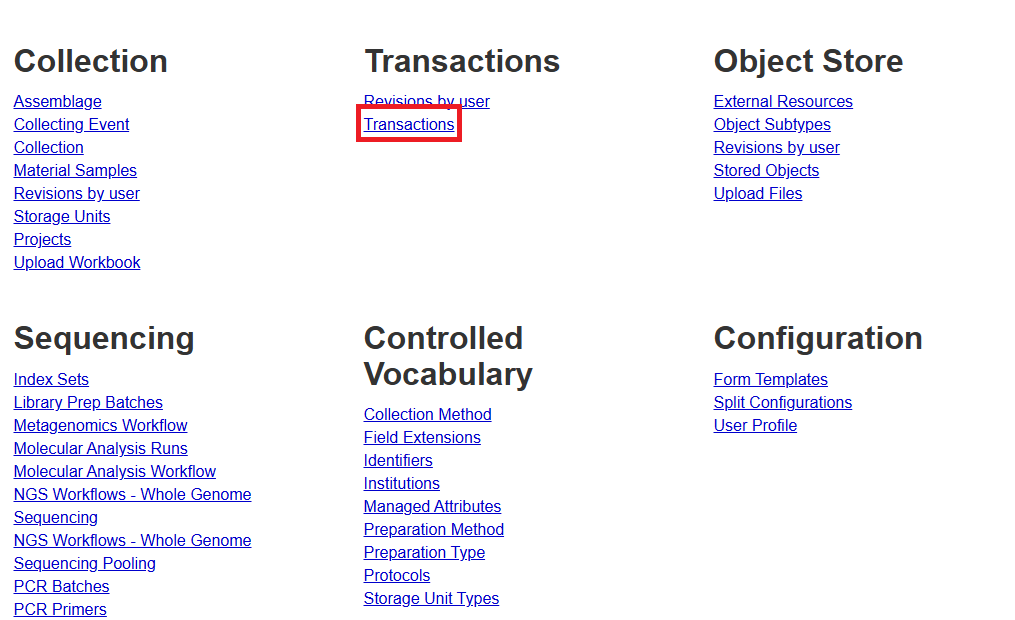 Collection
Assemblage
Collecting Event
Collection
Material Samples
Revisions by user
Storage Units
Projects
Upload Workbook
Transactions
Revisions by user
Transactions
Object Store
External Resources
Object Subtypes
Revisions by user
Stored Objects
Upload Files
Sequencing
Index Sets
Library Prep Batches
Metagenomics Workflow
Molecular Analysis Runs
Molecular Analysis Workflow
NGS Workflows - Whole Genome
Sequencing
NGS Workflows - Whole Genome
Sequencing Pooling
PCR Batches
PCR Primers
Controlled
Vocabulary
Collection Method
Field Extensions
Identifiers
Institutions
Managed Attributes
Preparation Method
Preparation Type
Protocols
Storage Unit Types
Configuration
Form Templates
Split Configurations
User Profile